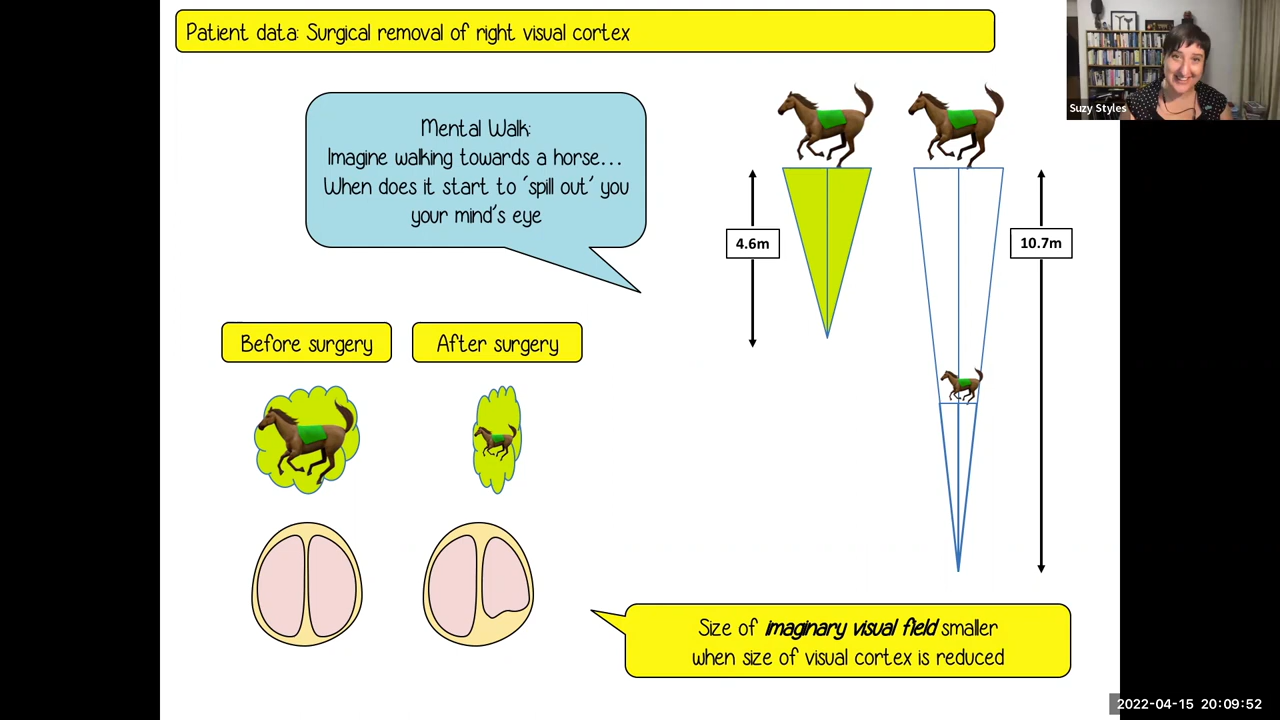 Patient data: Surgical removal of right visual cortex
Suzy Styles
Mental Walk:
Imagine walking towards a horse...
When does it start to 'spill out' you
your mind's eye
4.6m
10.7m
Before surgery
After surgery
Size of imaginary visual field smaller
when size of visual cortex is reduced
2022-04-15 20:09:52